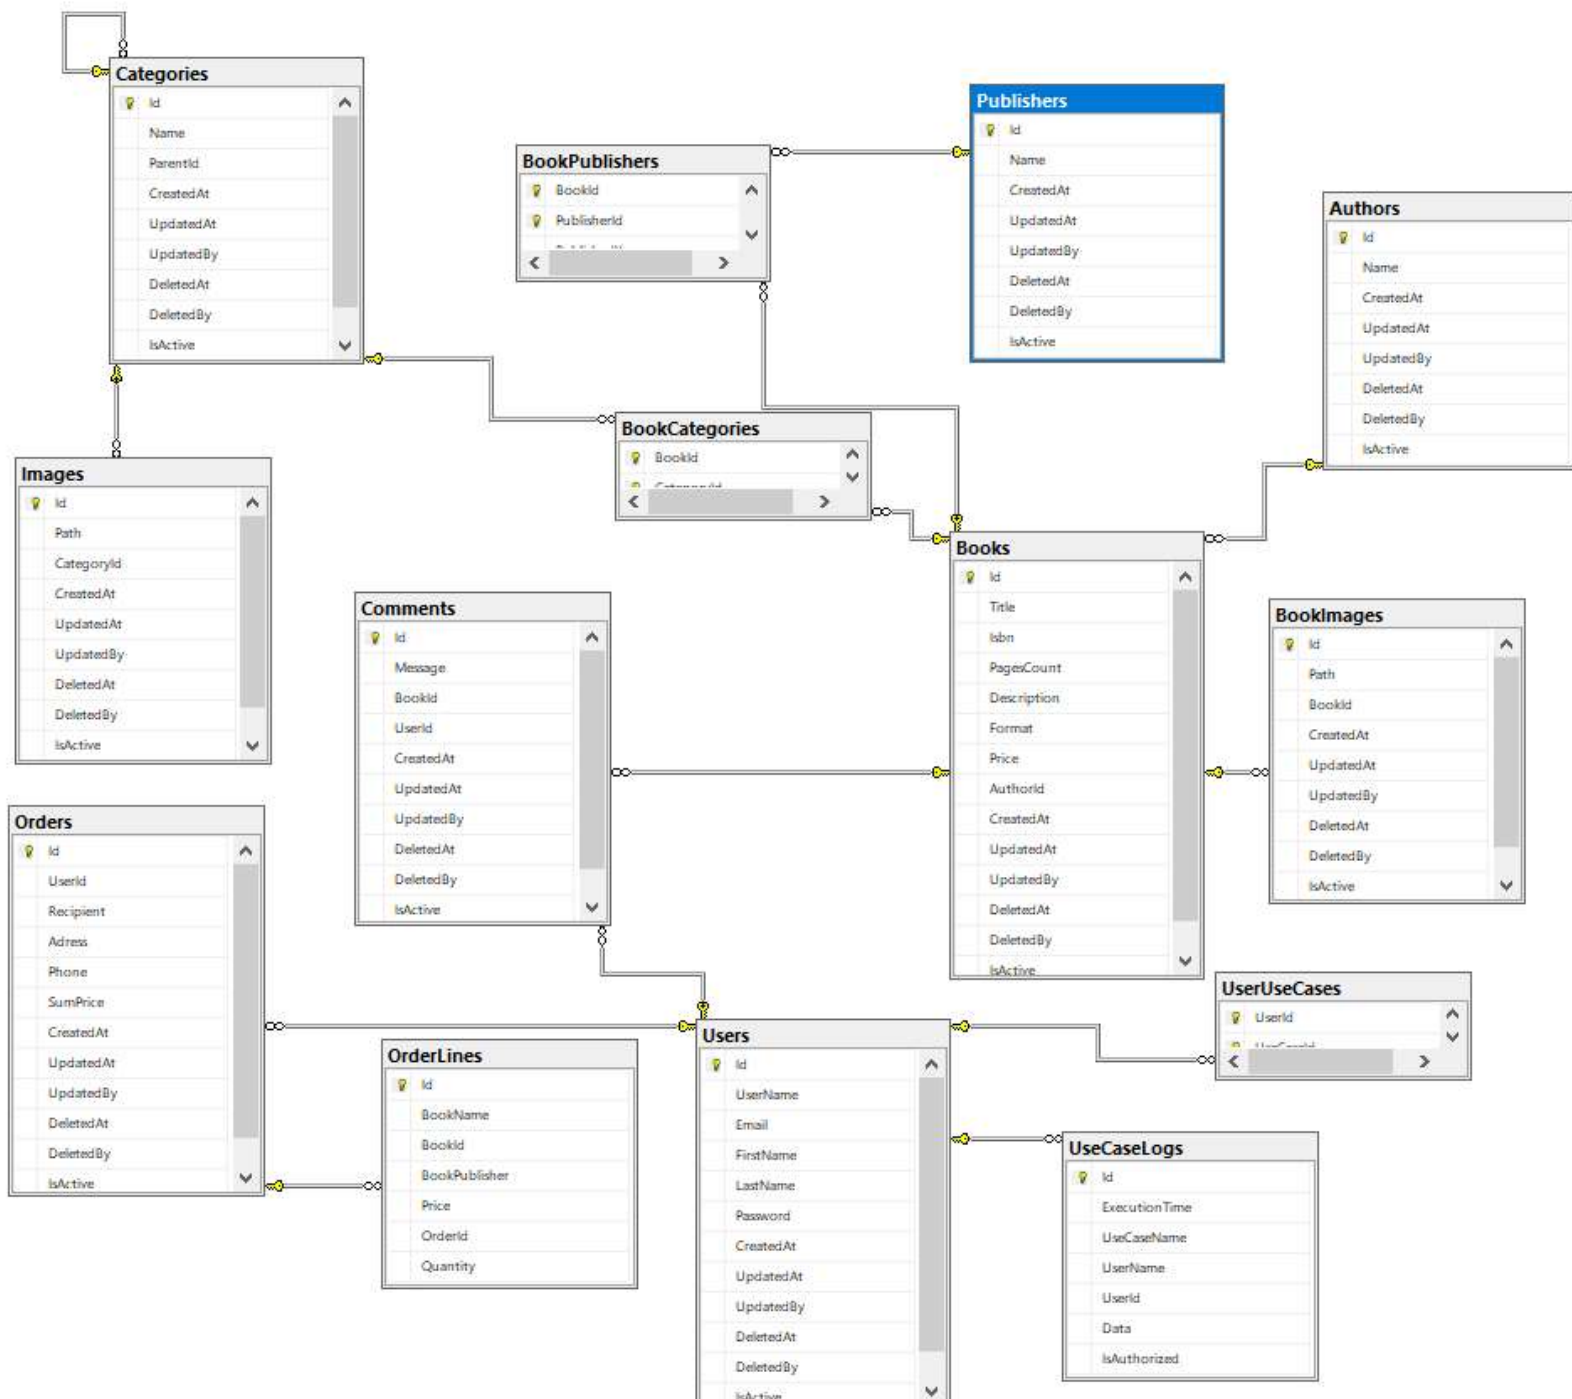 Categories
Id
Name
ParentId
CreatedAt
UpdatedAt
UpdatedBy
DeletedAt
DeletedBy
IsActive
Publishers
Id
Name
CreatedAt
UpdatedAt
UpdatedBy
DeletedAt
DeletedBy
IsActive
BookPublishers
BookId
PublisherId
Authors
Id
Name
CreatedAt
UpdatedAt
UpdatedBy
DeletedAt
DeletedBy
IsActive
BookCategories
BookId
CategoryId
Images
Id
Path
CategoryId
CreatedAt
UpdatedAt
UpdatedBy
DeletedAt
DeletedBy
IsActive
Books
Id
Title
Isbn
PagesCount
Description
Format
Price
AuthorId
CreatedAt
UpdatedAt
UpdatedBy
DeletedAt
DeletedBy
IsActive
Comments
Id
Message
BookId
UserId
CreatedAt
UpdatedAt
UpdatedBy
DeletedAt
DeletedBy
IsActive
BookImages
Id
Path
BookId
CreatedAt
UpdatedAt
UpdatedBy
DeletedAt
DeletedBy
IsActive
Orders
Id
UserId
Recipient
Adress
Phone
SumPrice
CreatedAt
UpdatedAt
UpdatedBy
DeletedAt
DeletedBy
IsActive
OrderLines
Id
BookName
BookId
BookPublisher
Price
OrderId
Quantity
Users
Id
UserName
Email
FirstName
LastName
Password
CreatedAt
UpdatedAt
UpdatedBy
DeletedAt
DeletedBy
IsActive
UserUseCases
UserId
UseCaseLogs
Id
ExecutionTime
UseCaseName
UserName
UserId
Data
IsAuthorized